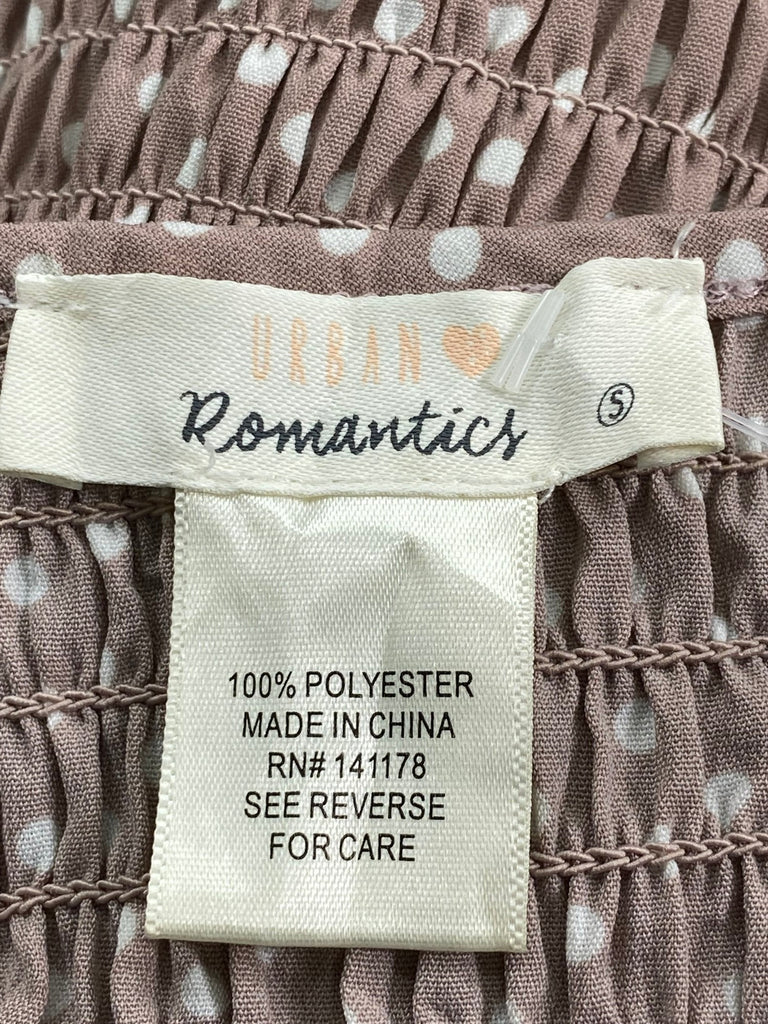 URBAN
Romantics
S
100% POLYESTER
MADE IN CHINA
RN# 141178
SEE REVERSE
FOR CARE